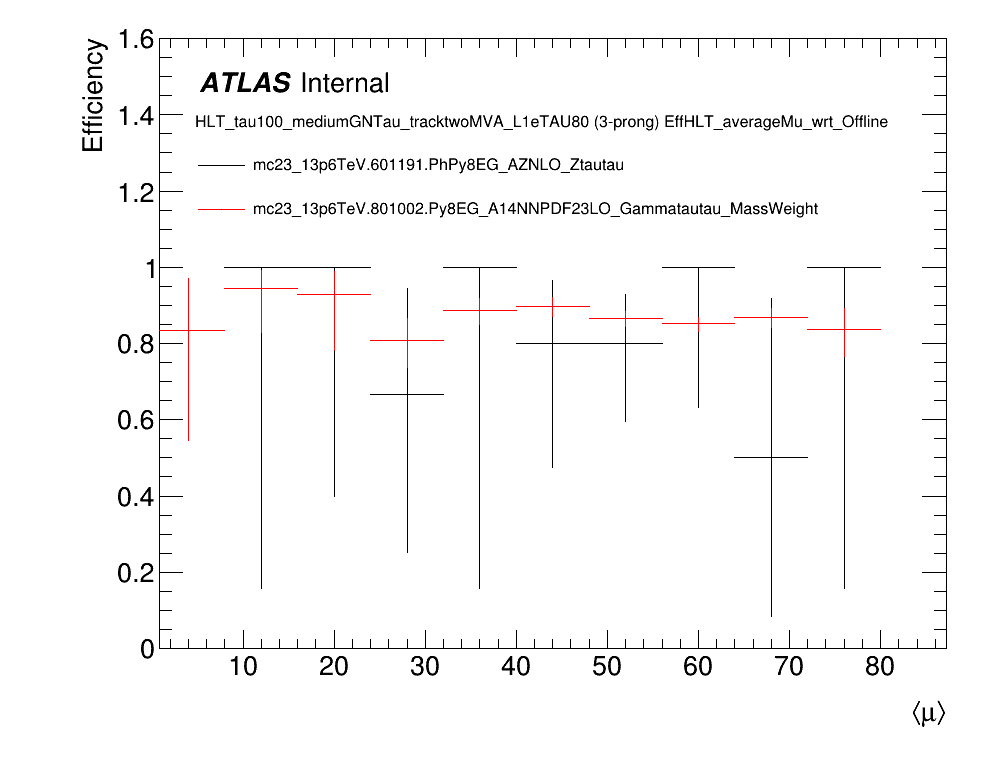 Efficiency
1.6
1.4
1.2
1
0.8
0.6
0.4
0.2
0
ATLAS Internal
HLT_tau100_mediumGNTau_tracktwoMVA_L1eTAU80 (3-prong) EffHLT_averageMu_wrt_Offline
mc23_13p6TeV.601191.PhPy8EG_AZNLO_Ztautau
mc23_13p6TeV.801002.Py8EG_A14NNPDF23LO_Gammatautau_MassWeight
10 20 30 40 50 60 70 80
⟨μ⟩